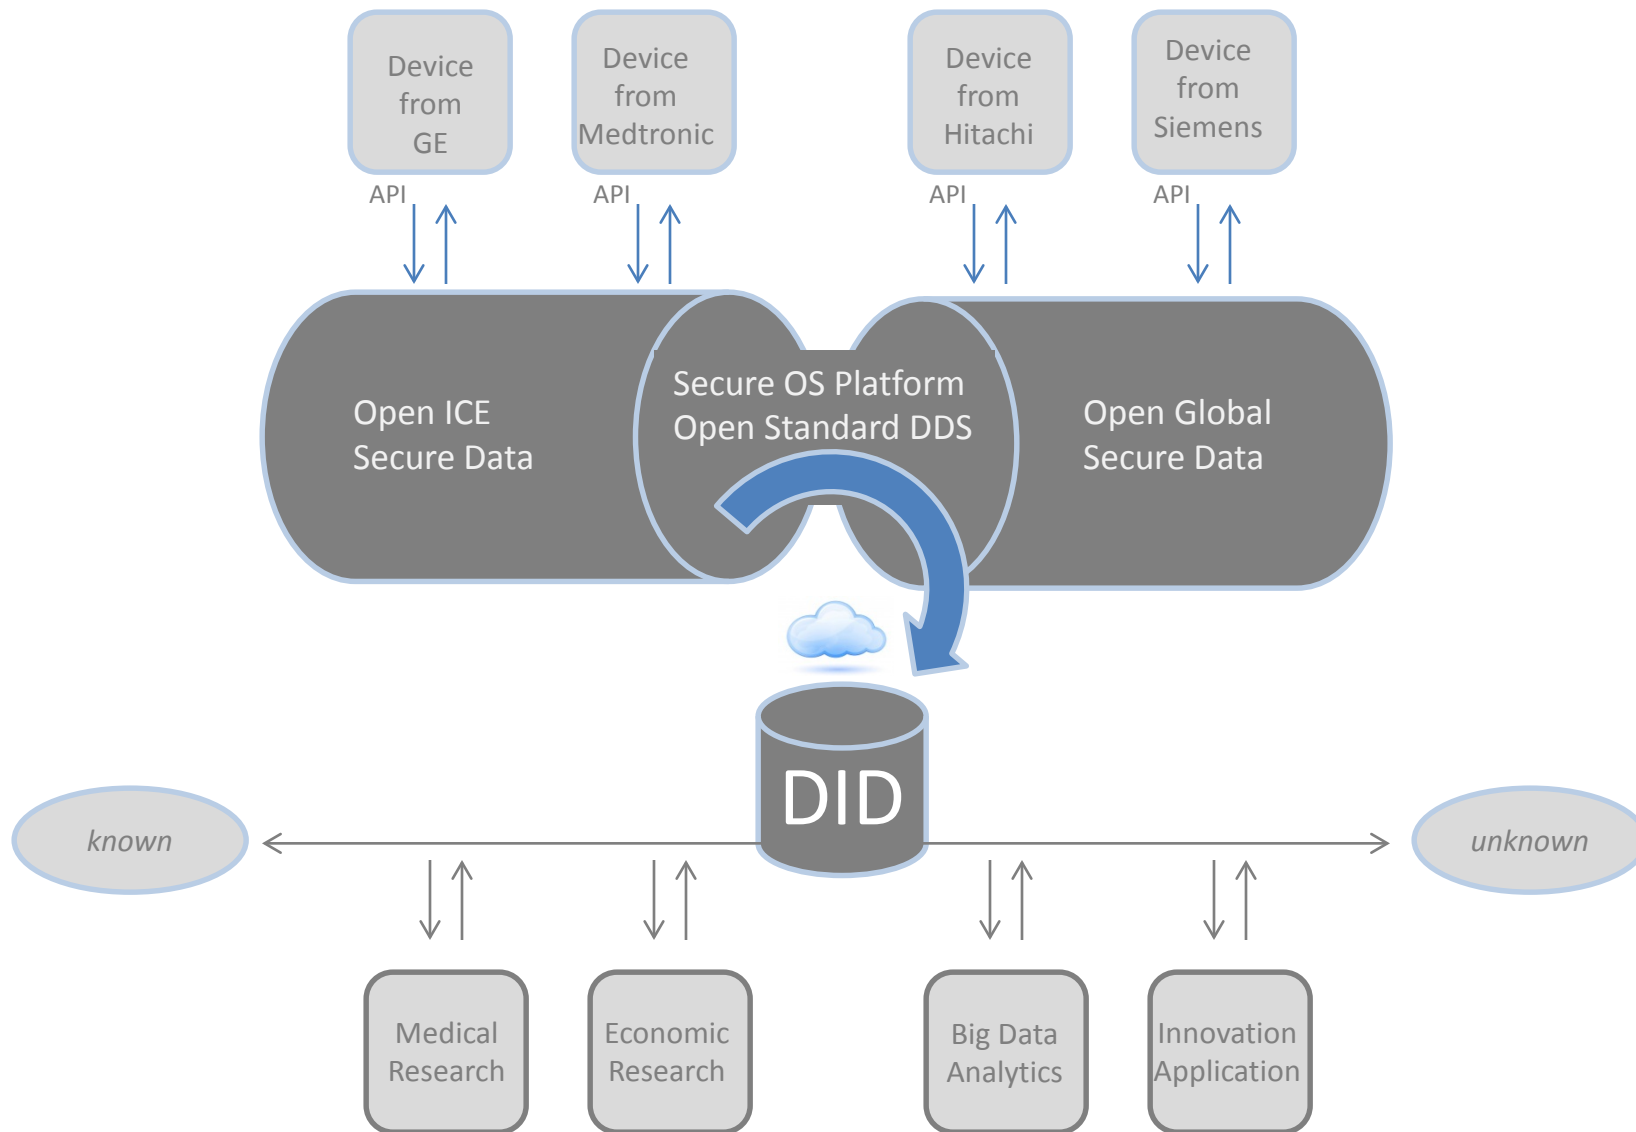 Device
from
GE
Device
from
Medtronic
Device
from
Hitachi
Device
from
Siemens
API
API
API
API
Open ICE
Secure Data
Secure OS Platform
Open Standard DDS
Open Global
Secure Data
DID
known
unknown
Medical
Research
Economic
Research
Big Data
Analytics
Innovation
Application